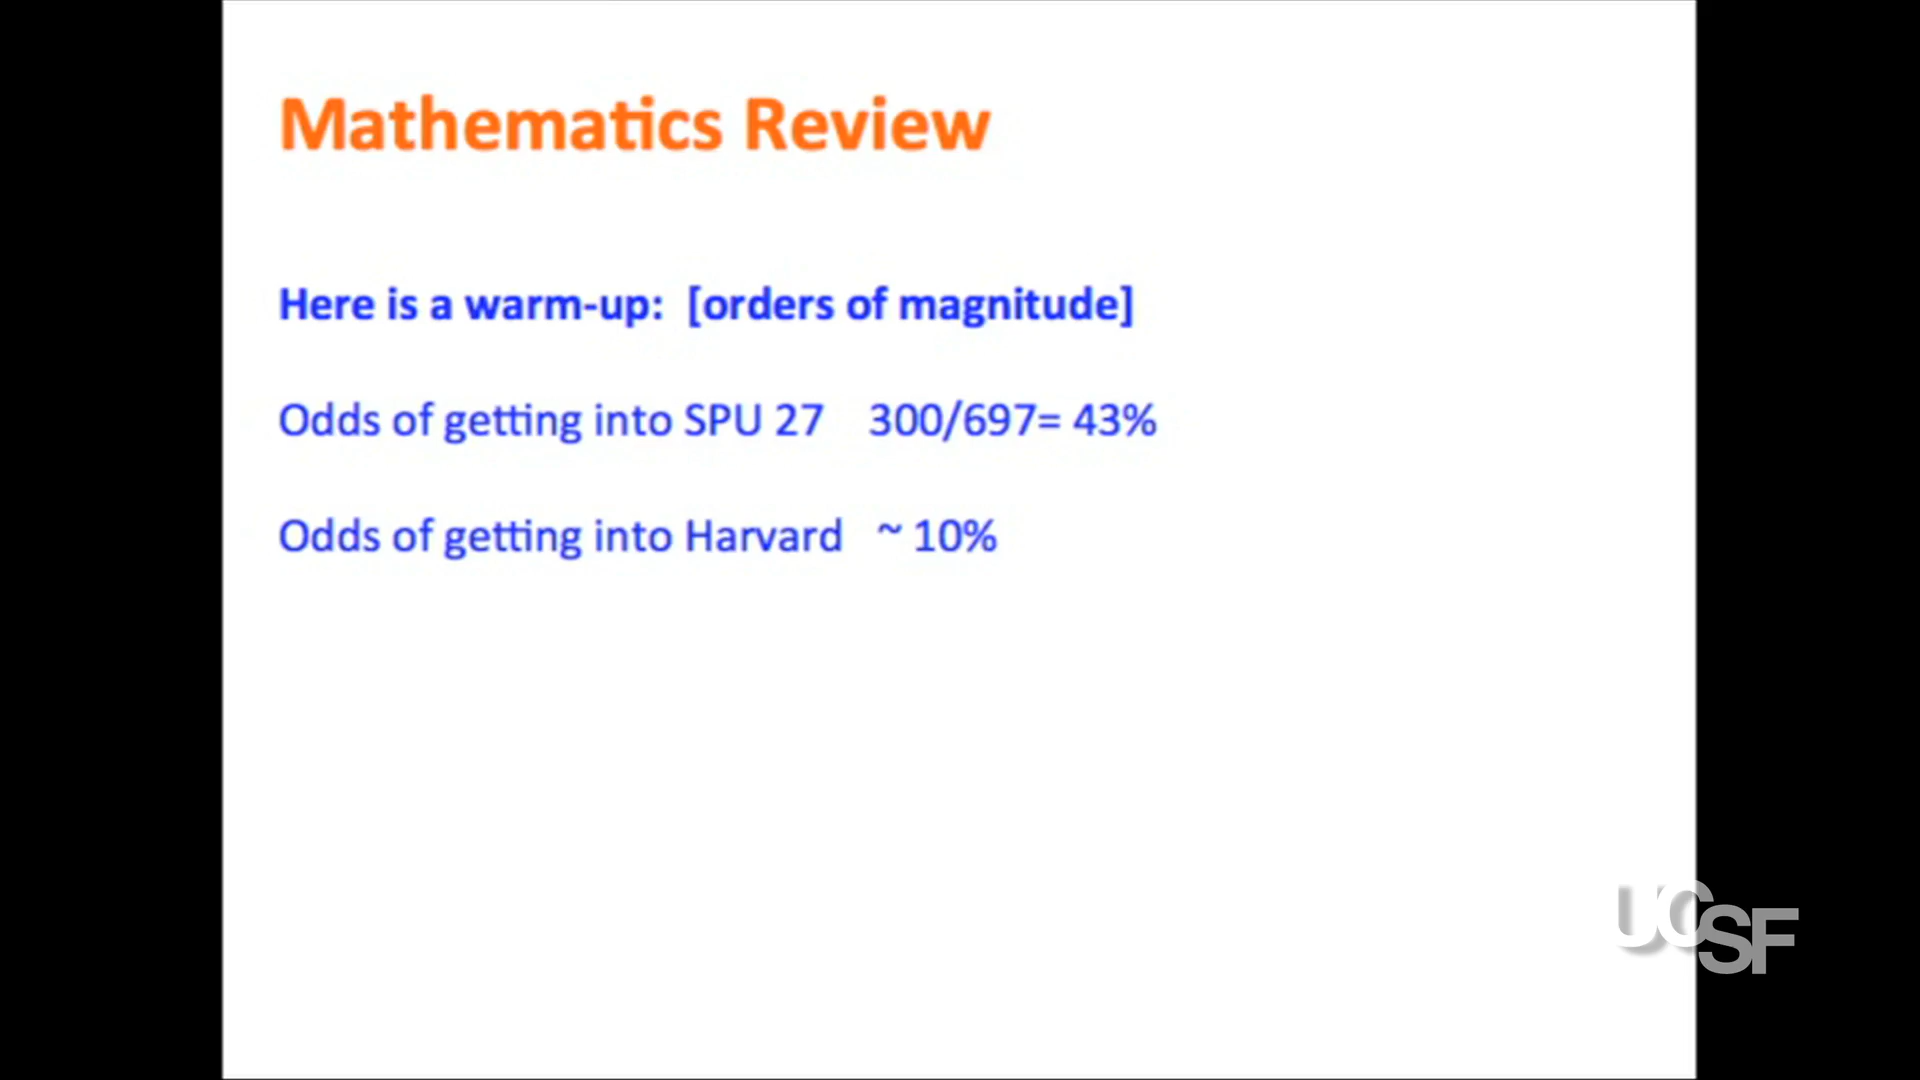 Mathematics Review
Here is a warm-up: [orders of magnitude]
Odds of getting into SPU 27 300/697= 43%
Odds of getting into Harvard ~ 10%
UCSF